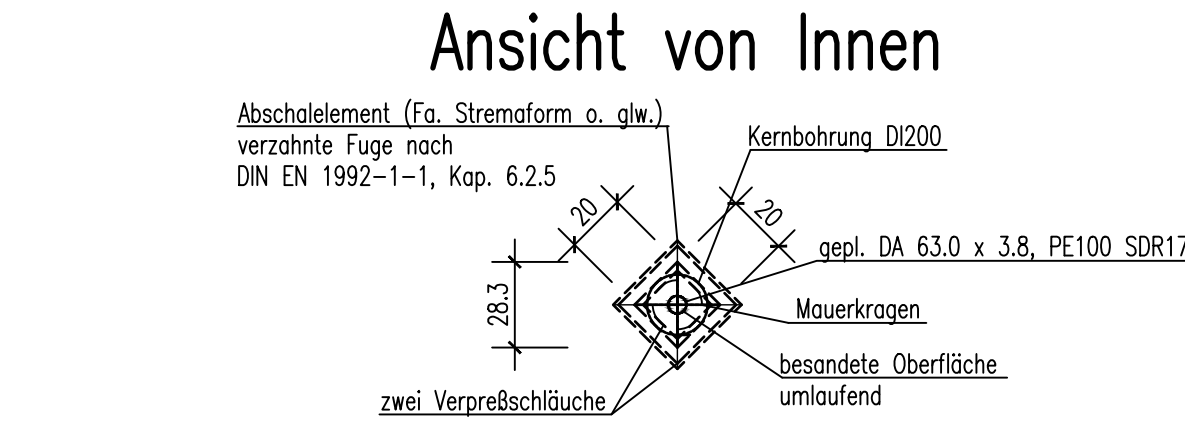 Ansicht von Innen
Abschalelement (Fa. Stremaform o. glw.)
verzahnte Fuge nach
DIN EN 1992-1-1, Kap. 6.2.5
Kernbohrung DI200
20
20
gepl. DA 63.0 x 3.8, PE100 SDR17
28.3
Mauerkragen
besandete Oberfläche
umlaufend
zwei Verpreßschläuche